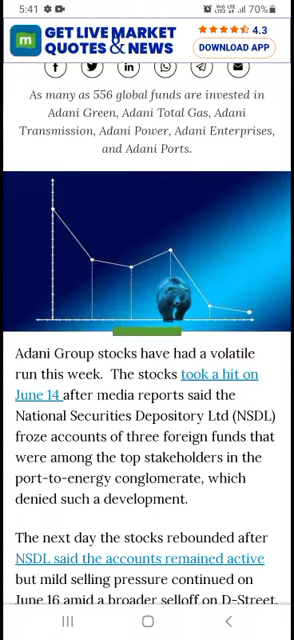 5:41
70%
GET LIVE MARKET
QUOTES & NEWS
4.3
DOWNLOAD APP
As many as 556 global funds are invested in
Adani Green, Adani Total Gas, Adani
Transmission, Adani Power, Adani Enterprises,
and Adani Ports.
Adani Group stocks have had a volatile
run this week. The stocks took a hit on
June 14 after media reports said the
National Securities Depository Ltd (NSDL)
froze accounts of three foreign funds that
were among the top stakeholders in the
port-to-energy conglomerate, which
denied such a development.
The next day the stocks rebounded after
NSDL said the accounts remained active
but mild selling pressure continued on
June 16 amid a broader selloff on D-Street.